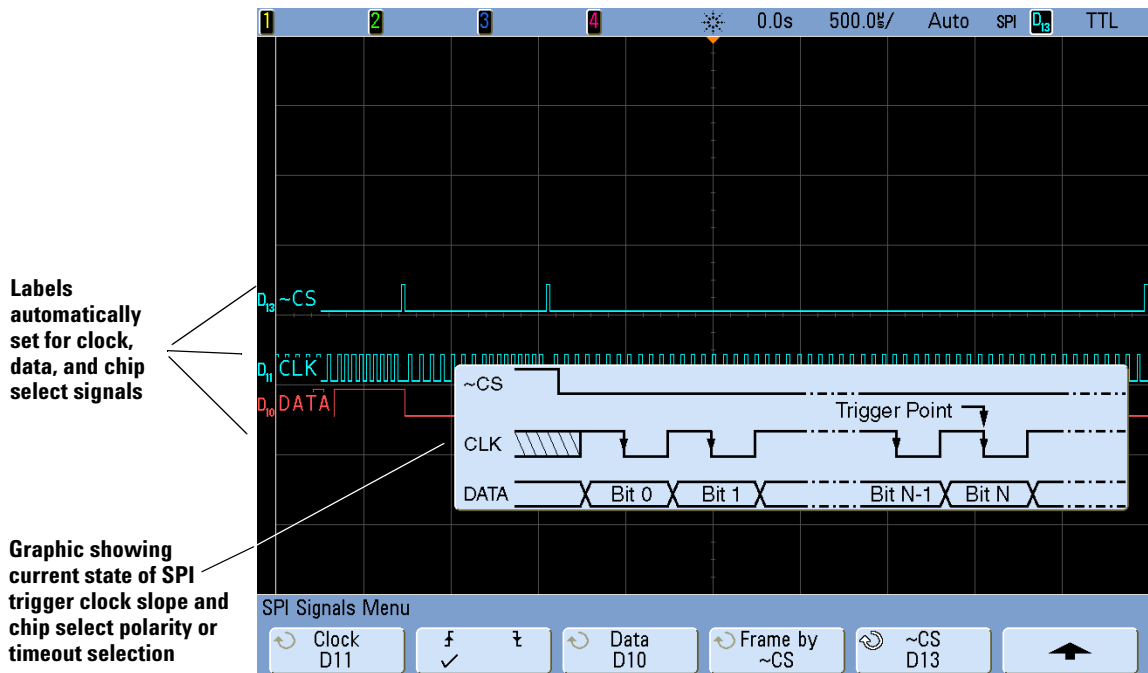 1 2 3 4 0.0s 500.0µs/ Auto SPI D13 TTL
Labels
automatically
set for clock,
data, and chip
select signals
D13 ~CS
D11 CLK
D10 DATA
~CS
Trigger Point
CLK
DATA Bit 0 Bit 1 Bit N-1 Bit N
Graphic showing
current state of SPI
trigger clock slope and
chip select polarity or
timeout selection
SPI Signals Menu
Clock
D11
Data
D10
Frame by
~CS
~CS
D13